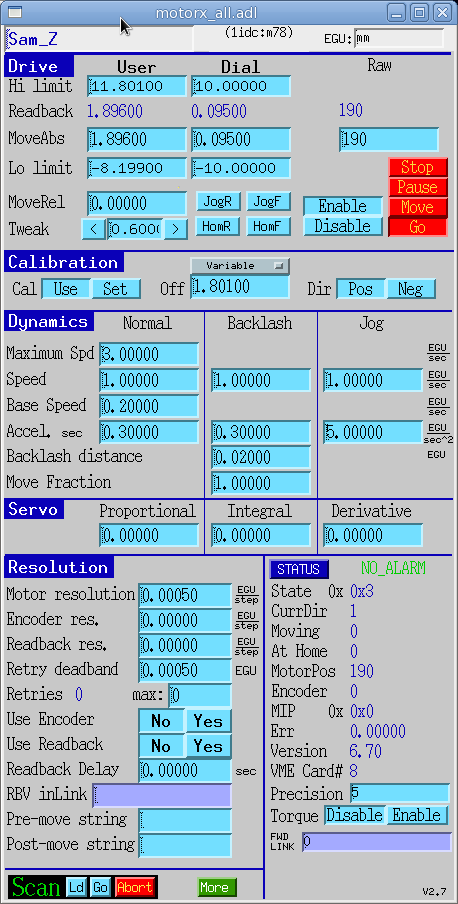 motorx_all.adl
Sam_Z (1idc:m78) EGU: mm
Drive User Dial Raw
Hi limit 11.80100 10.00000
Readback 1.89600 0.09500 190
MoveAbs 1.89600 0.09500 190
Lo limit -8.19900 -10.00000 Stop
Pause
MoveRel 0.00000 JogR JogF Enable Move
Tweak < 0.600 > HomR HomF Disable Go
Calibration Variable
Cal Use Set Off 1.80100 Dir Pos Neg
Dynamics Normal Backlash Jog
Maximum Spd 3.00000 EGU sec
Speed 1.00000 1.00000 1.00000 EGU sec
Base Speed 0.20000 EGU sec
Accel. sec 0.30000 0.30000 5.00000 EGU sec^2
Backlash distance 0.02000 EGU
Move Fraction 1.00000
Servo Proportional Integral Derivative
0.00000 0.00000 0.00000
Resolution
Motor resolution 0.00050 EGU step
Encoder res. 0.00000 EGU step
Readback res. 0.00000 EGU step
Retry deadband 0.00050 EGU
Retries 0 max: 0
Use Encoder No Yes
Use Readback No Yes
Readback Delay 0.00000 sec
RBV inLink
Pre-move string
Post-move string
STATUS NO_ALARM
State 0x 0x3
CurrDir 1
Moving 0
At Home 0
MotorPos 190
Encoder 0
MIP 0x 0x0
Err 0.00000
Version 6.70
VME Card# 8
Precision 5
Torque Disable Enable
FWD LINK 0
Scan Ld Go Abort More V2.7